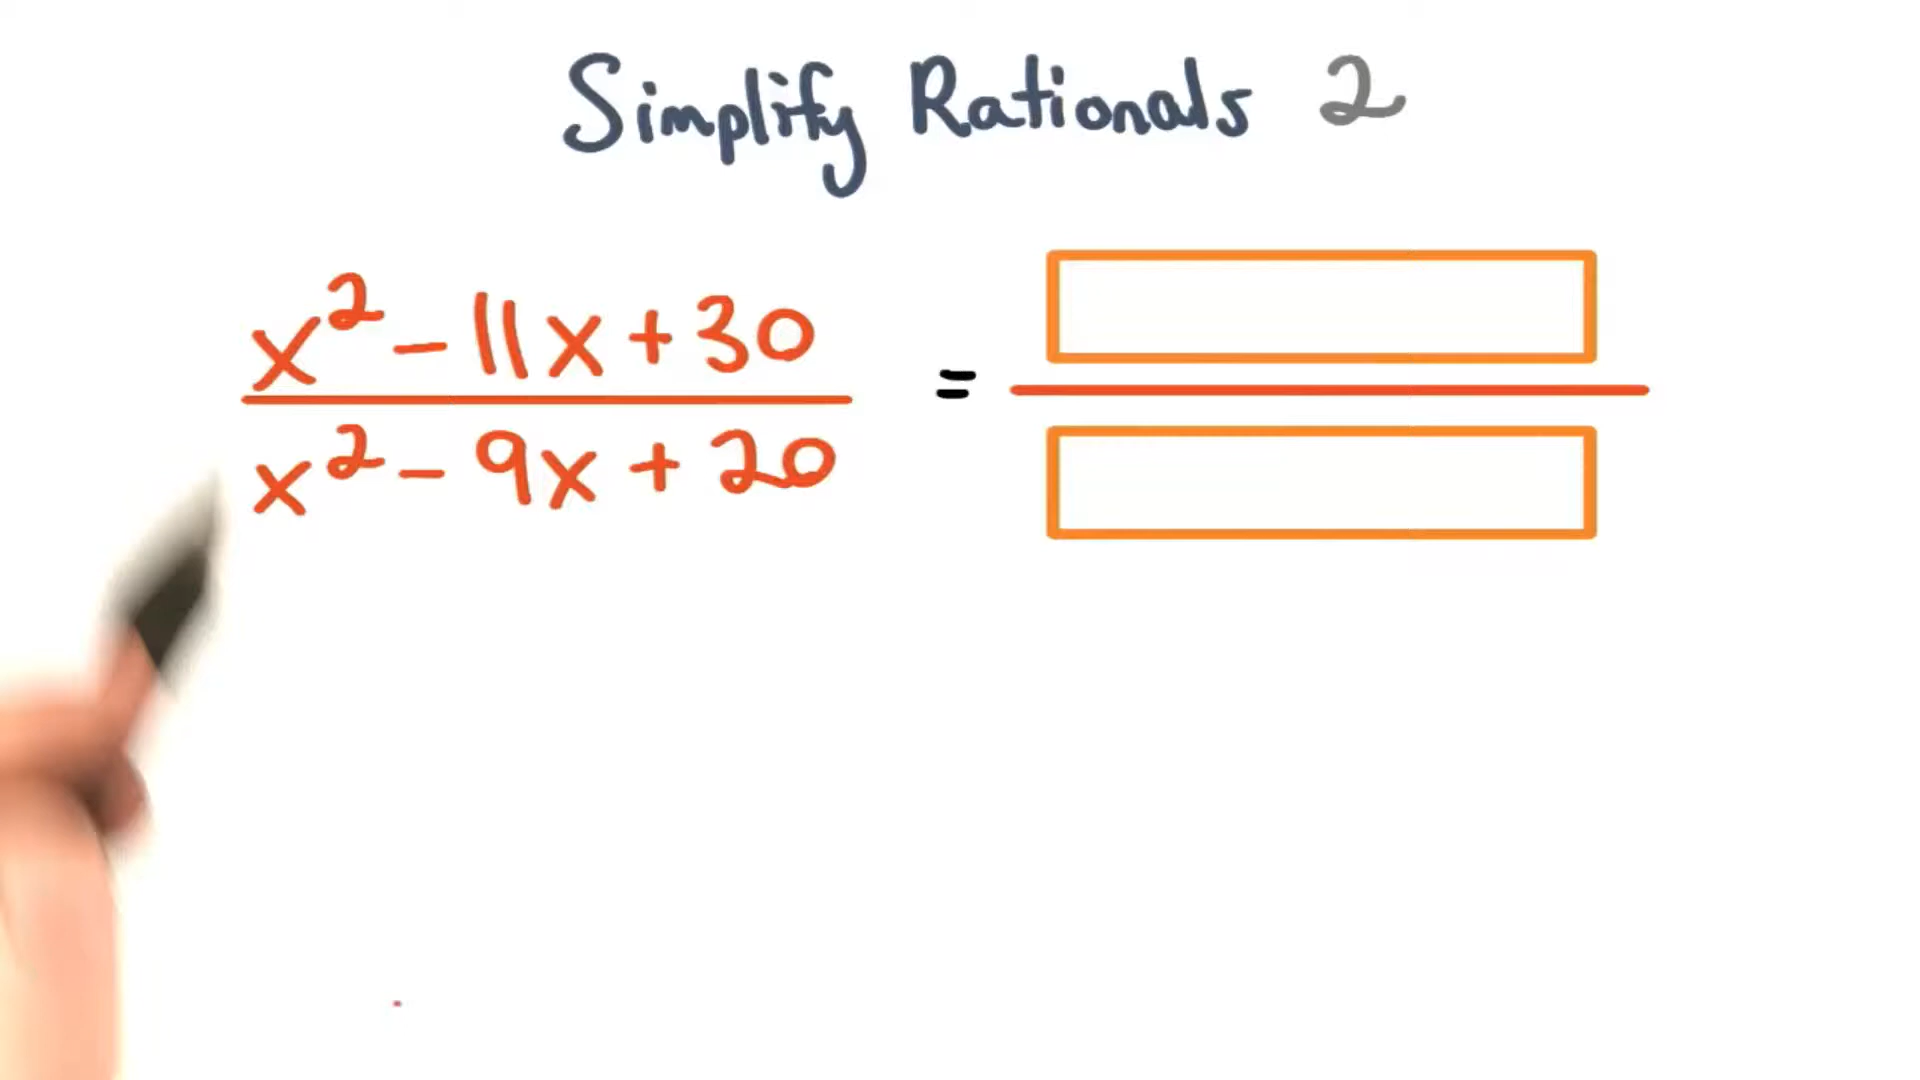 Simplify Rationals 2
x² - 11x + 30
=
x² - 9x + 20